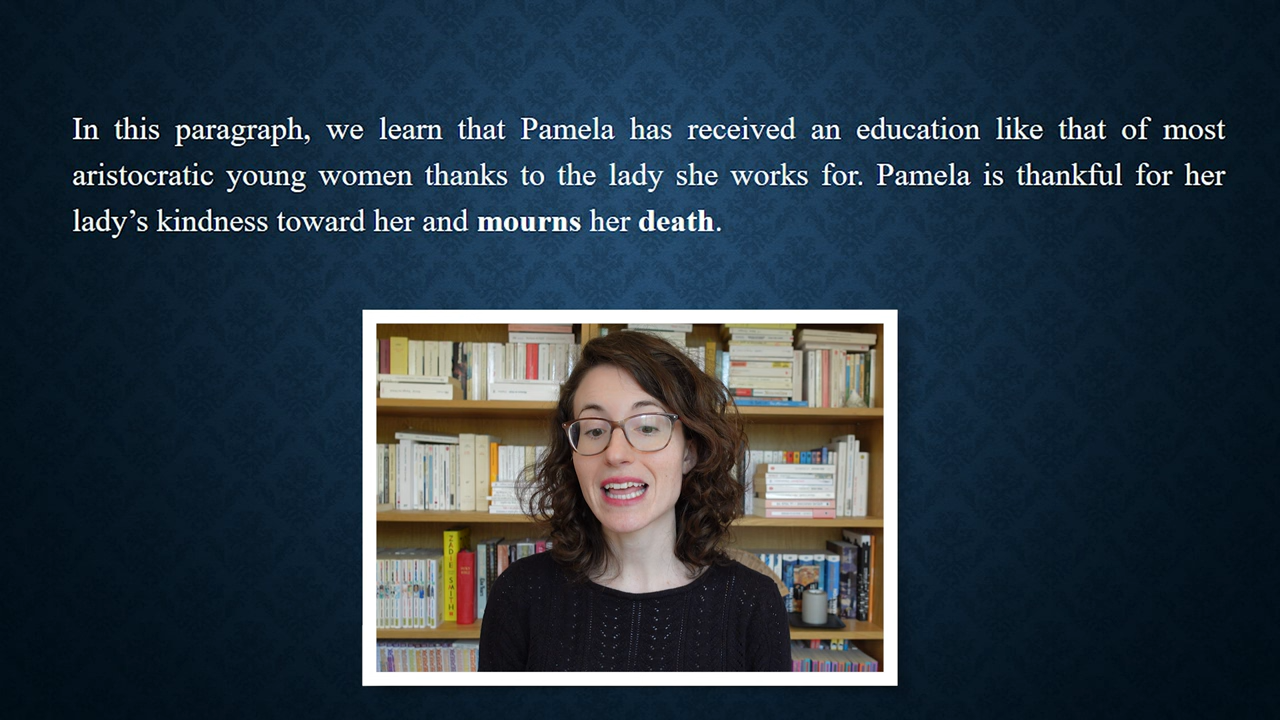 In this paragraph, we learn that Pamela has received an education like that of most
aristocratic young women thanks to the lady she works for. Pamela is thankful for her
lady’s kindness toward her and mourns her death.
ZADIE SMITH